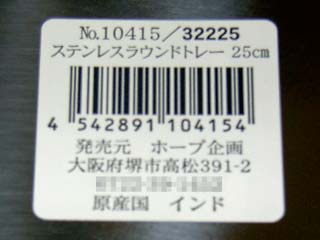 No.10415/32225
ステンレスラウンドトレー 25cm
4 542891 104154
発売元 ホープ企画
大阪府堺市高松391-2
原産国 インド